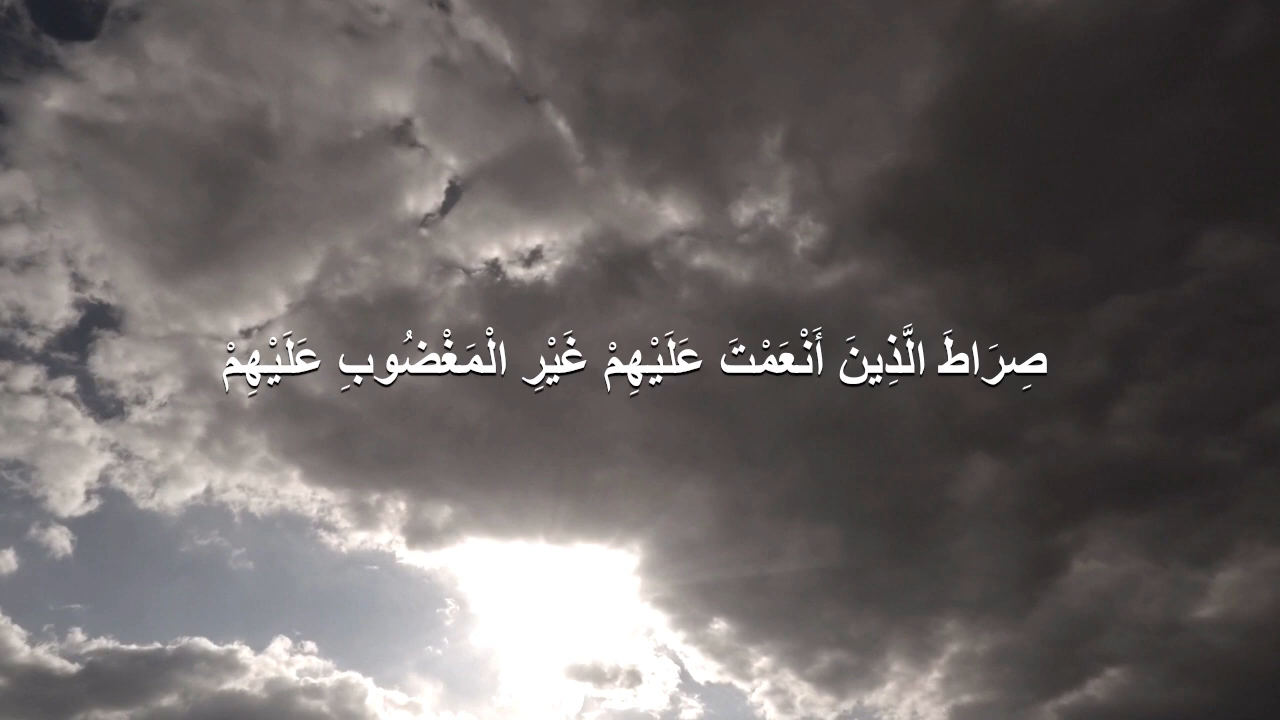 صِرَاطَ الَّذِينَ أَنْعَمْتَ عَلَيْهِمْ غَيْرِ الْمَغْضُوبِ عَلَيْهِمْ